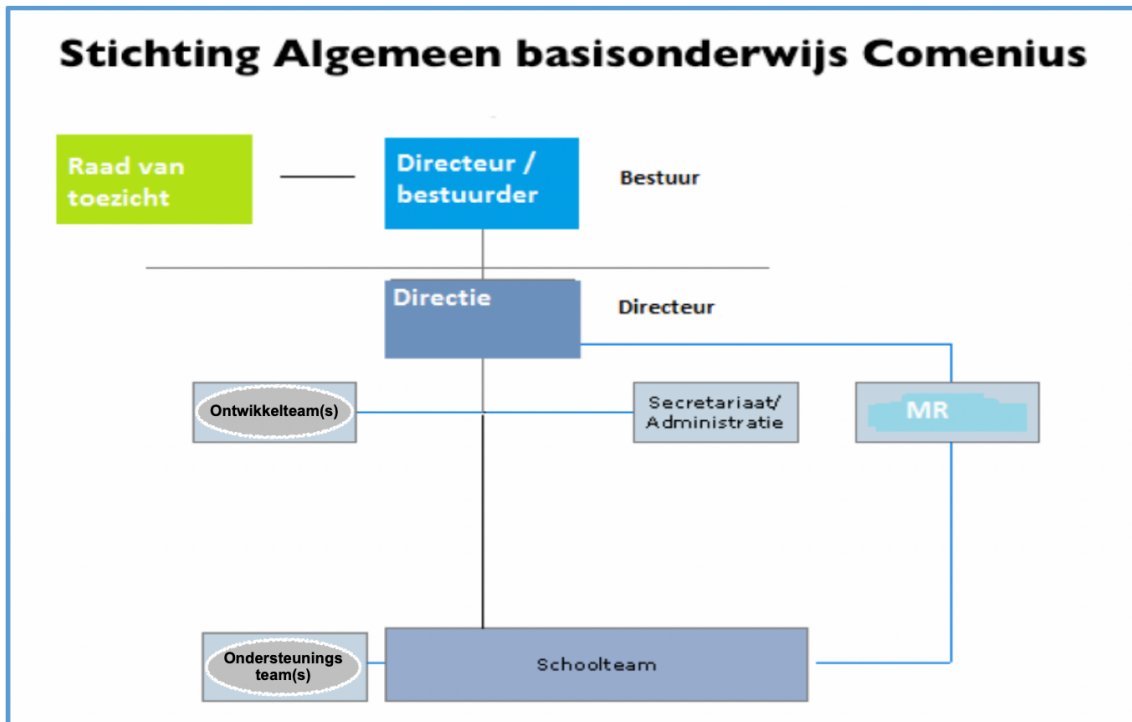 Stichting Algemeen basisonderwijs Comenius
Raad van
toezicht
Directeur /
bestuurder
Bestuur
Directie
Directeur
Ontwikkelteam(s)
Secretariaat/
Administratie
MR
Ondersteunings
team(s)
Schoolteam